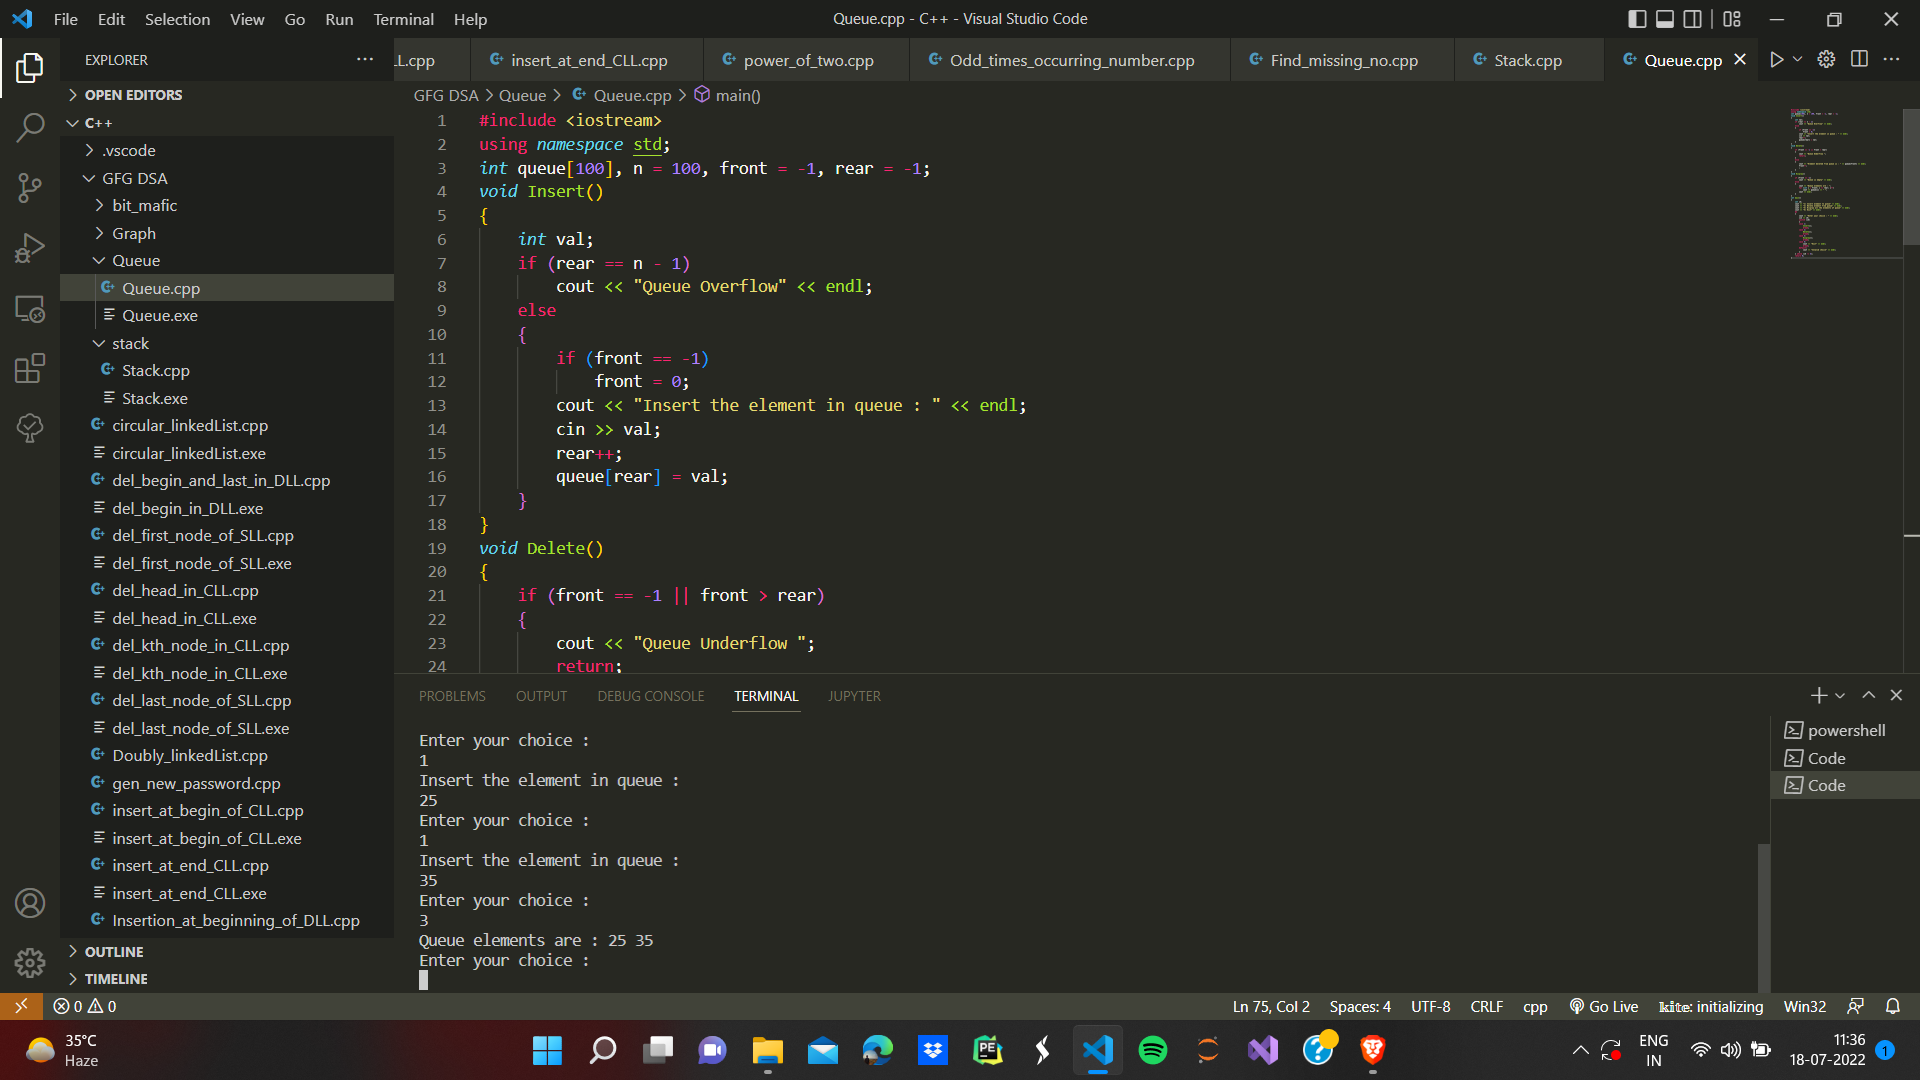 File Edit Selection View Go Run Terminal Help
Queue.cpp - C++ - Visual Studio Code
EXPLORER
LL.cpp
insert_at_end_CLL.cpp
power_of_two.cpp
Odd_times_occurring_number.cpp
Find_missing_no.cpp
Stack.cpp
Queue.cpp
OPEN EDITORS
C++
.vscode
GFG DSA
bit_mafic
Graph
Queue
Queue.cpp
Queue.exe
stack
Stack.cpp
Stack.exe
circular_linkedList.cpp
circular_linkedList.exe
del_begin_and_last_in_DLL.cpp
del_begin_in_DLL.exe
del_first_node_of_SLL.cpp
del_first_node_of_SLL.exe
del_head_in_CLL.cpp
del_head_in_CLL.exe
del_kth_node_in_CLL.cpp
del_kth_node_in_CLL.exe
del_last_node_of_SLL.cpp
del_last_node_of_SLL.exe
Doubly_linkedList.cpp
gen_new_password.cpp
insert_at_begin_of_CLL.cpp
insert_at_begin_of_CLL.exe
insert_at_end_CLL.cpp
insert_at_end_CLL.exe
Insertion_at_beginning_of_DLL.cpp
OUTLINE
TIMELINE
GFG DSA > Queue > Queue.cpp > main()
1 #include <iostream>
2 using namespace std;
3 int queue[100], n = 100, front = -1, rear = -1;
4 void Insert()
5 {
6 int val;
7 if (rear == n - 1)
8 cout << "Queue Overflow" << endl;
9 else
10 {
11 if (front == -1)
12 front = 0;
13 cout << "Insert the element in queue : " << endl;
14 cin >> val;
15 rear++;
16 queue[rear] = val;
17 }
18 }
19 void Delete()
20 {
21 if (front == -1 || front > rear)
22 {
23 cout << "Queue Underflow ";
24 return;
PROBLEMS OUTPUT DEBUG CONSOLE TERMINAL JUPYTER
Enter your choice :
1
Insert the element in queue :
25
Enter your choice :
1
Insert the element in queue :
35
Enter your choice :
3
Queue elements are : 25 35
Enter your choice :
powershell
Code
Code
0 0
Ln 75, Col 2 Spaces: 4 UTF-8 CRLF cpp Go Live kite: initializing Win32
35°C
Haze
PE
ENG
IN
11:36
18-07-2022
1